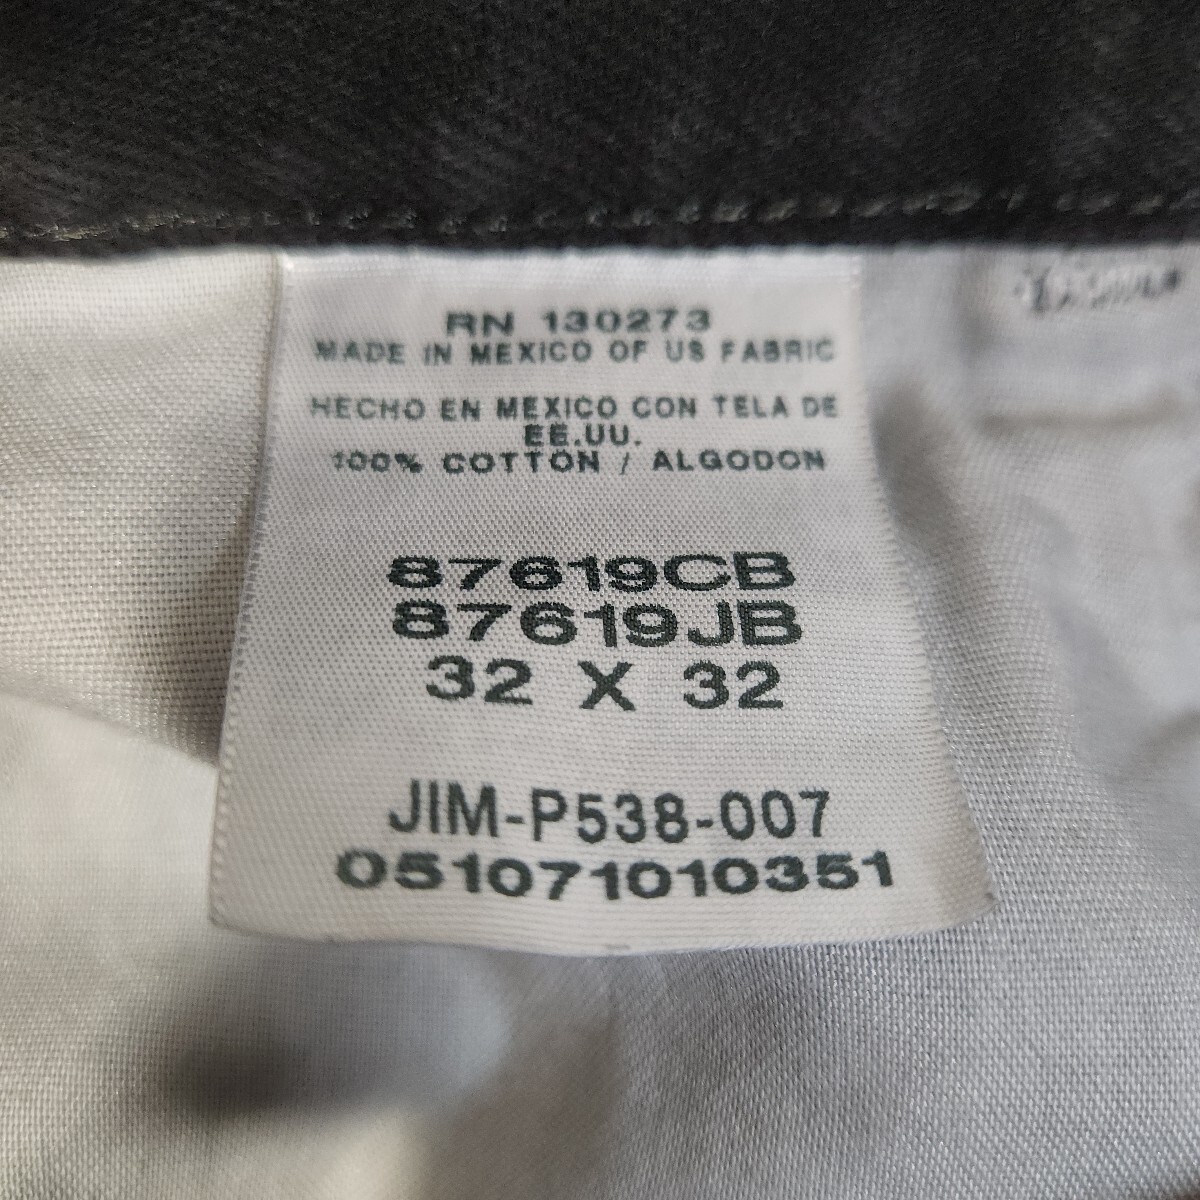 RN 130273
MADE IN MEXICO OF US FABRIC
HECHO EN MEXICO CON TELA DE
EE.UU.
100% COTTON / ALGODON
87619CB
87619JB
32 X 32
JIM-P538-007
051071010351